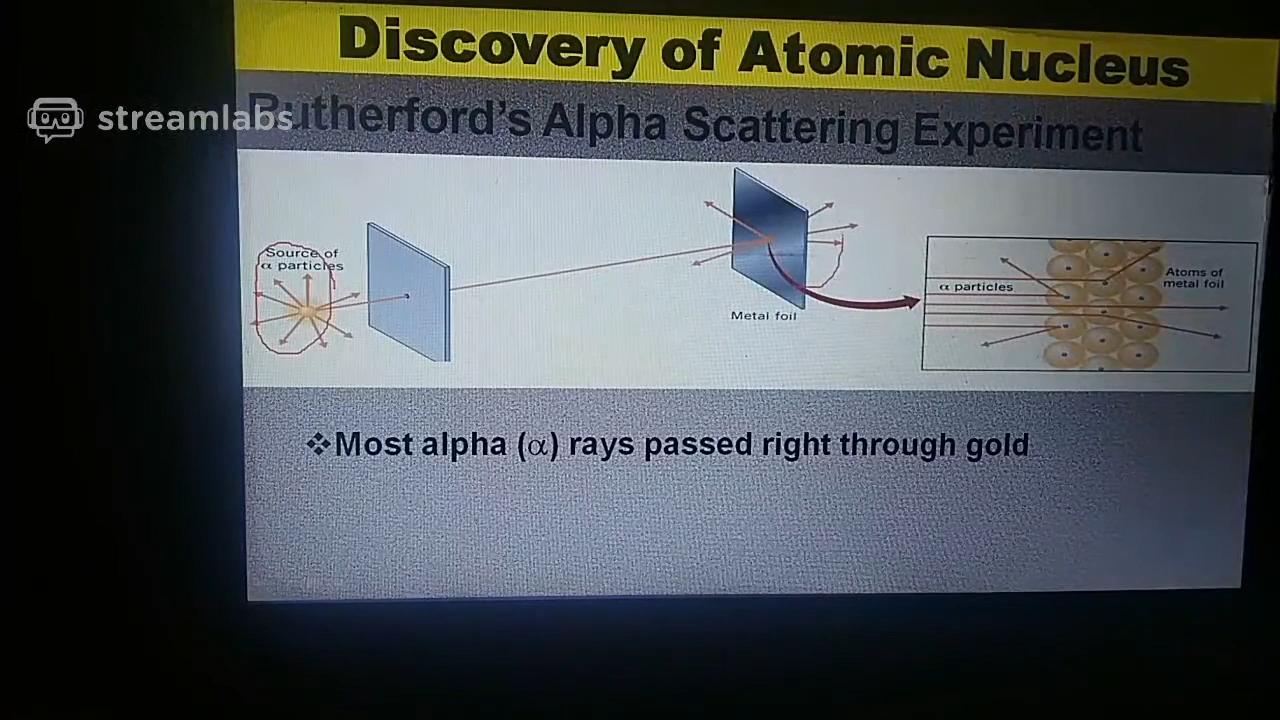 Discovery of Atomic Nucleus
streamlabs
Rutherford's Alpha Scattering Experiment
Source of
α particles
Metal foil
α particles
Atoms of
metal foil
❖Most alpha (α) rays passed right through gold